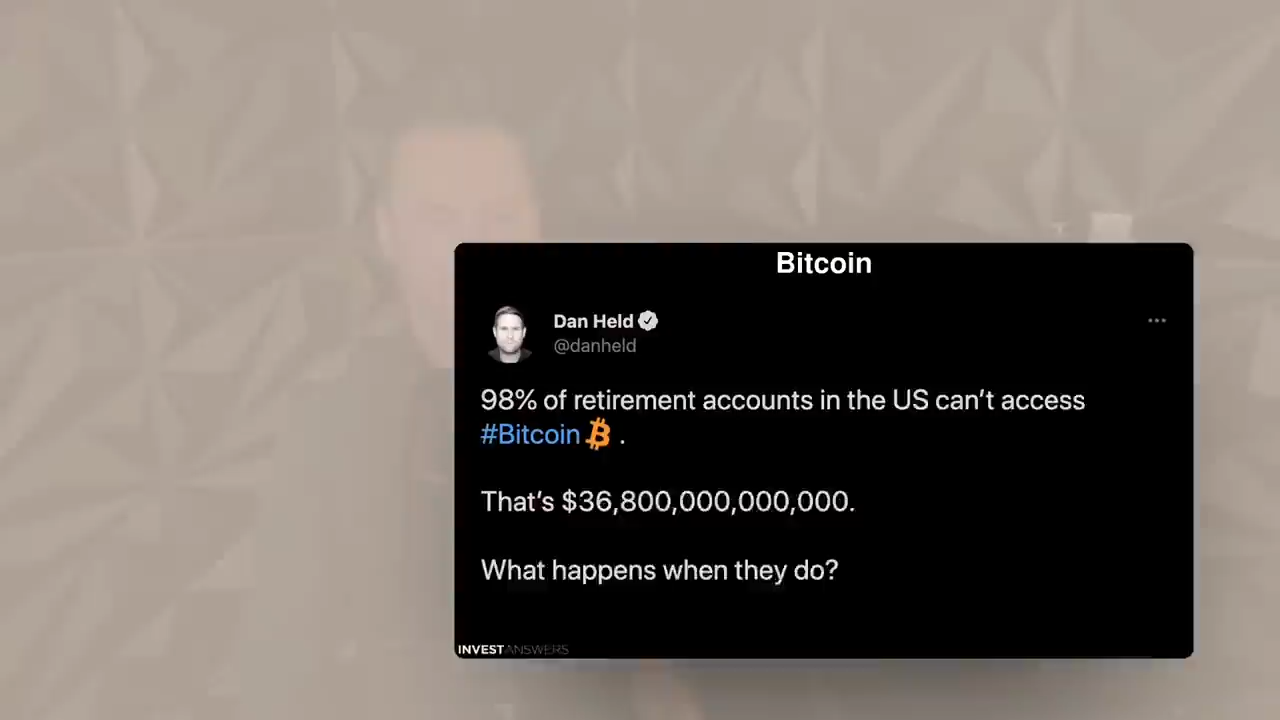 Bitcoin
Dan Held
@danheld
98% of retirement accounts in the US can’t access
#Bitcoin₿ .
That’s $36,800,000,000,000.
What happens when they do?
INVESTANSWERS